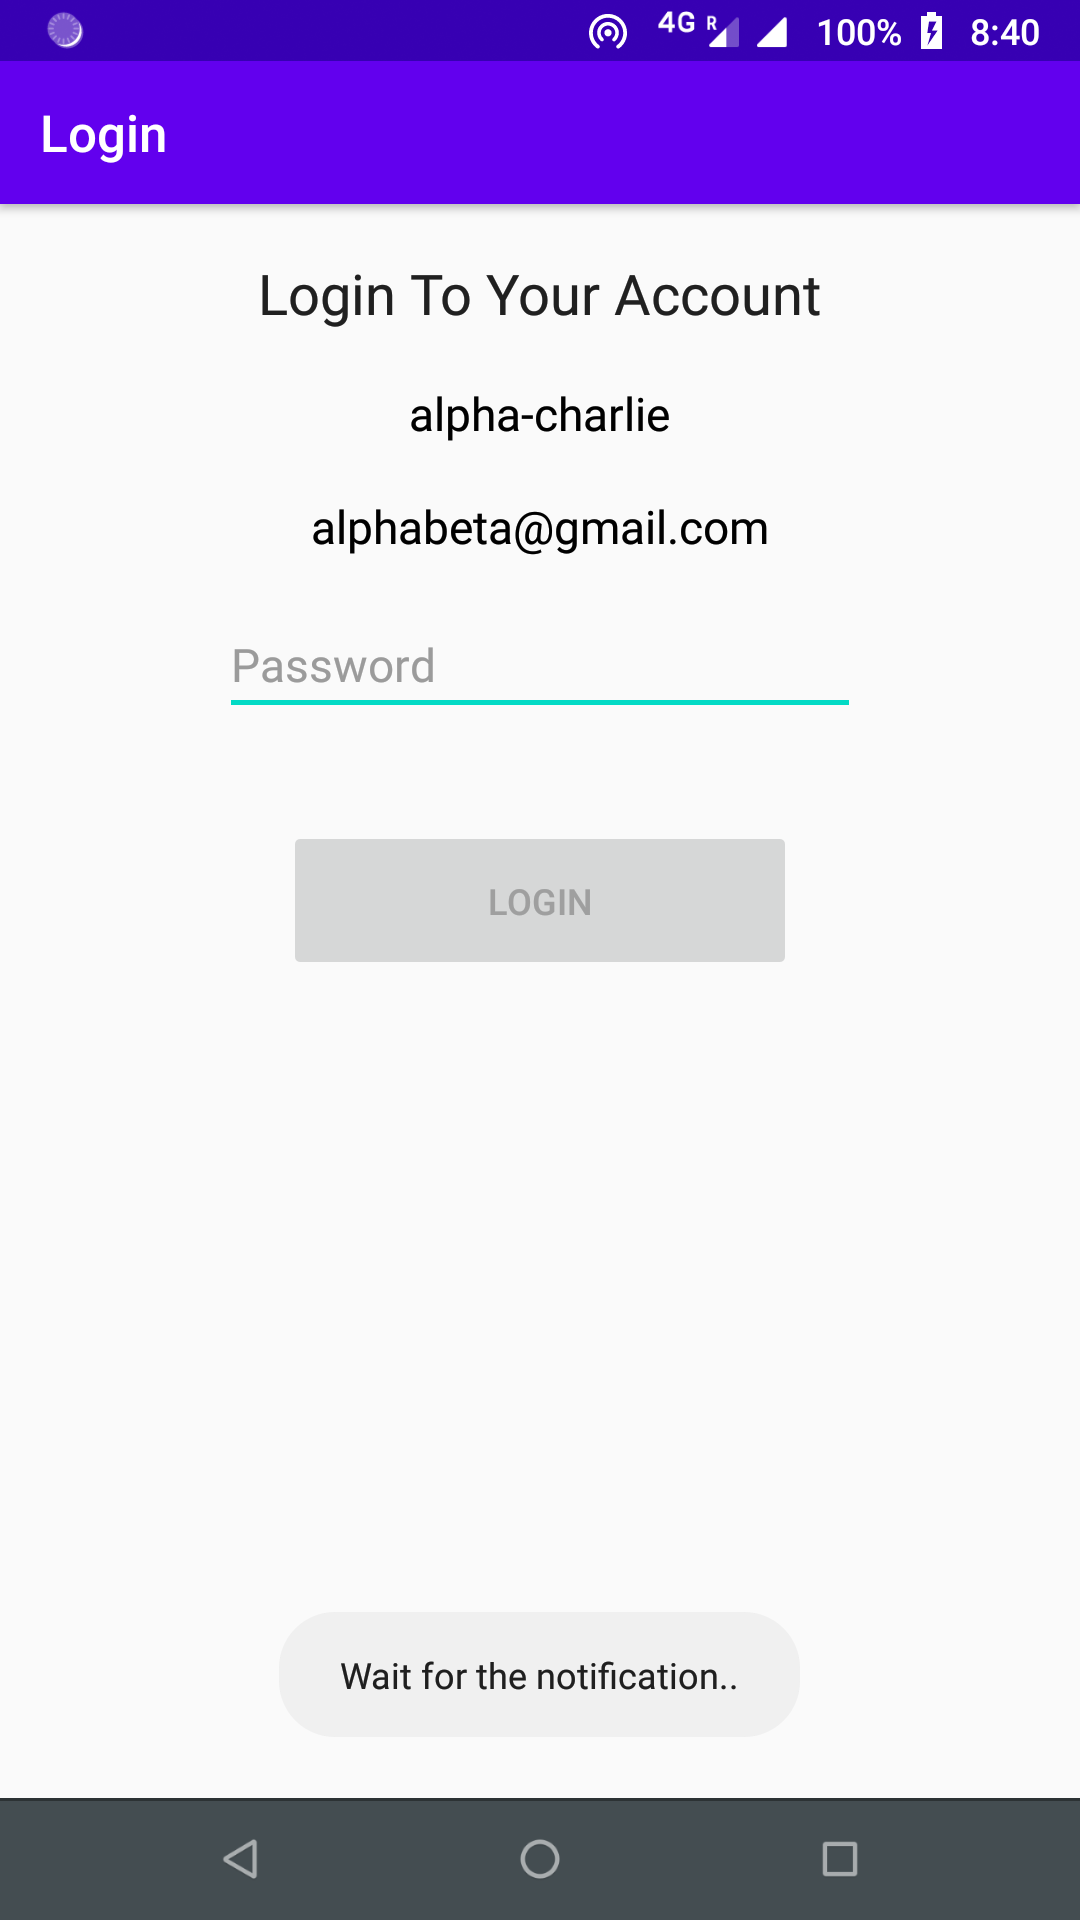 4G R 100% 8:40
Login
Login To Your Account
alpha-charlie
alphabeta@gmail.com
Password
LOGIN
Wait for the notification..